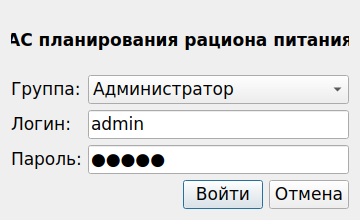 АС планирования рациона питания
Группа: Администратор
Логин: admin
Пароль: ●●●●●
Войти Отмена